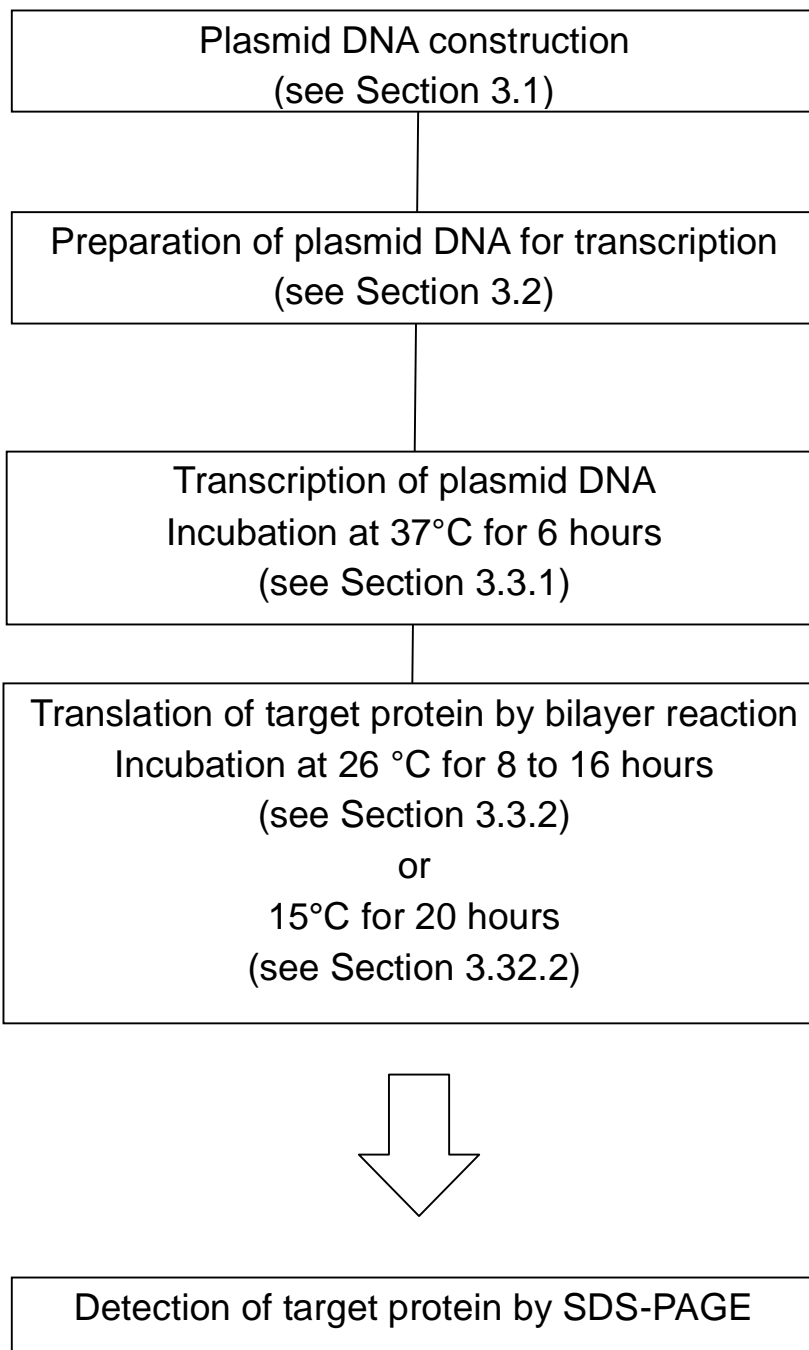 Plasmid DNA construction
(see Section 3.1)
Preparation of plasmid DNA for transcription
(see Section 3.2)
Transcription of plasmid DNA
Incubation at 37°C for 6 hours
(see Section 3.3.1)
Translation of target protein by bilayer reaction
Incubation at 26 °C for 8 to 16 hours
(see Section 3.3.2)
or
15°C for 20 hours
(see Section 3.32.2)
Detection of target protein by SDS-PAGE